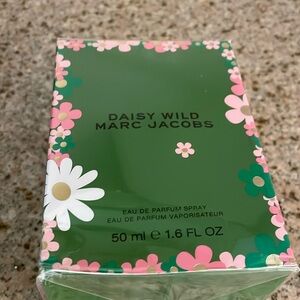 DAISY WILD
MARC JACOBS
EAU DE PARFUM SPRAY
EAU DE PARFUM VAPORISATEUR
50 ml e 1.6 FL OZ